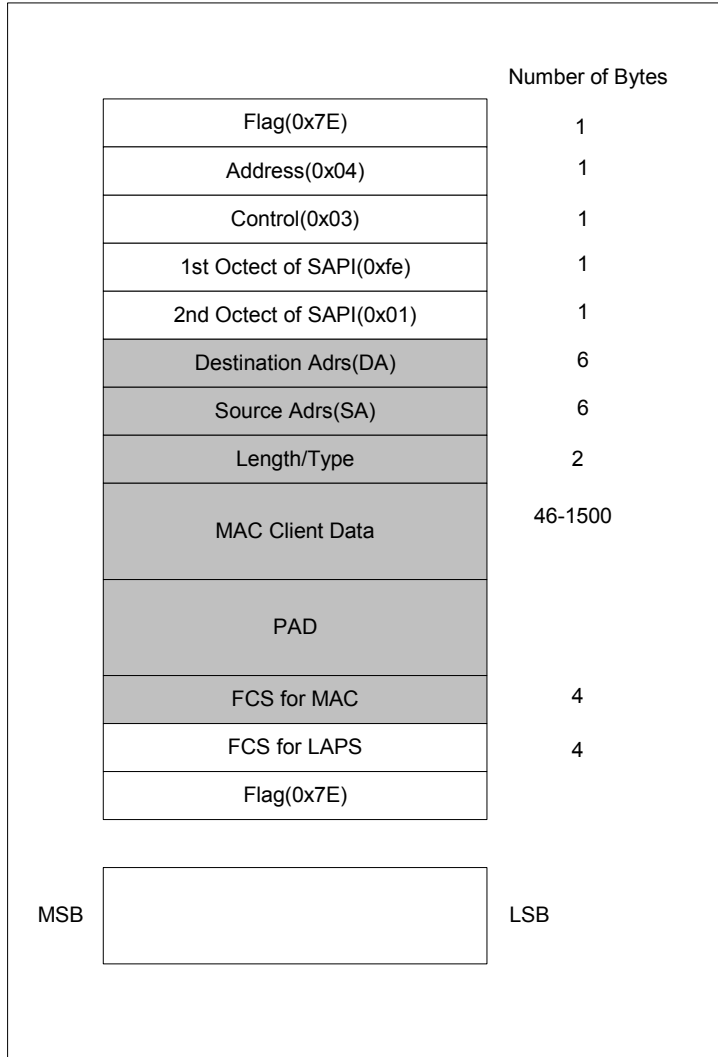 Number of Bytes
Flag(0x7E) 1
Address(0x04) 1
Control(0x03) 1
1st Octect of SAPI(0xfe) 1
2nd Octect of SAPI(0x01) 1
Destination Adrs(DA) 6
Source Adrs(SA) 6
Length/Type 2
MAC Client Data 46-1500
PAD
FCS for MAC 4
FCS for LAPS 4
Flag(0x7E)
MSB LSB